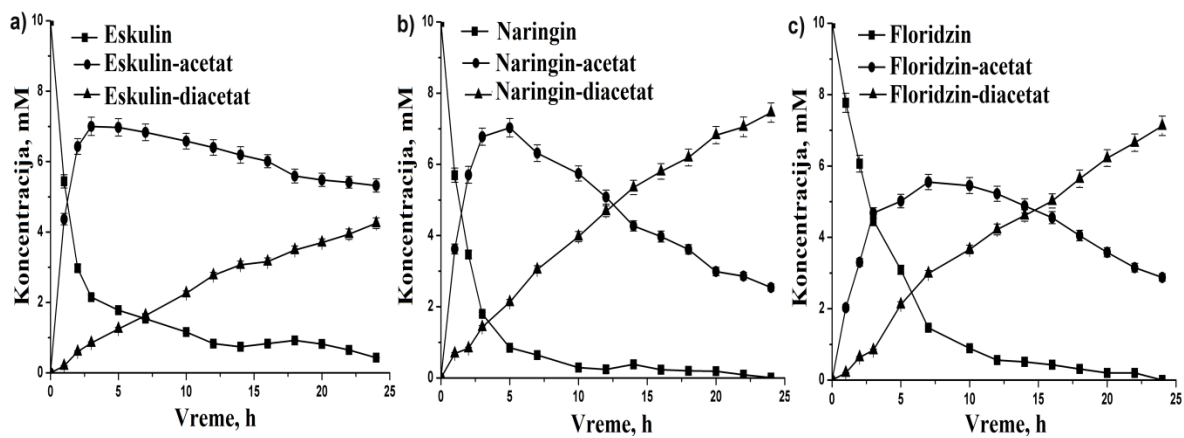 a)
Eskulin
Eskulin-acetat
Eskulin-diacetat
Koncentracija, mM
10
8
6
4
2
0
0 5 10 15 20 25
Vreme, h
b)
Naringin
Naringin-acetat
Naringin-diacetat
Koncentracija, mM
10
8
6
4
2
0
0 5 10 15 20 25
Vreme, h
c)
Floridzin
Floridzin-acetat
Floridzin-diacetat
Koncentracija, mM
10
8
6
4
2
0
0 5 10 15 20 25
Vreme, h